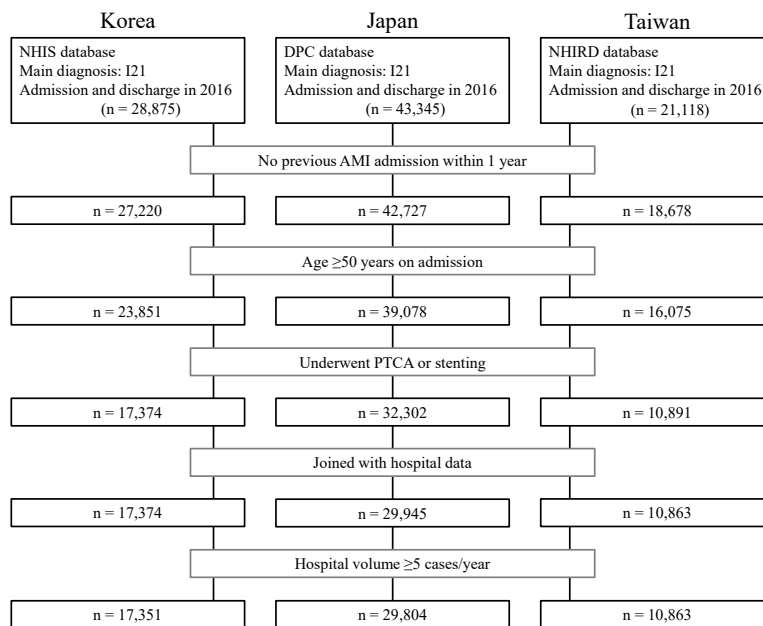 Korea
Japan
Taiwan
NHIS database
Main diagnosis: I21
Admission and discharge in 2016
(n = 28,875)
DPC database
Main diagnosis: I21
Admission and discharge in 2016
(n = 43,345)
NHIRD database
Main diagnosis: I21
Admission and discharge in 2016
(n = 21,118)
No previous AMI admission within 1 year
n = 27,220
n = 42,727
n = 18,678
Age ≥50 years on admission
n = 23,851
n = 39,078
n = 16,075
Underwent PTCA or stenting
n = 17,374
n = 32,302
n = 10,891
Joined with hospital data
n = 17,374
n = 29,945
n = 10,863
Hospital volume ≥5 cases/year
n = 17,351
n = 29,804
n = 10,863